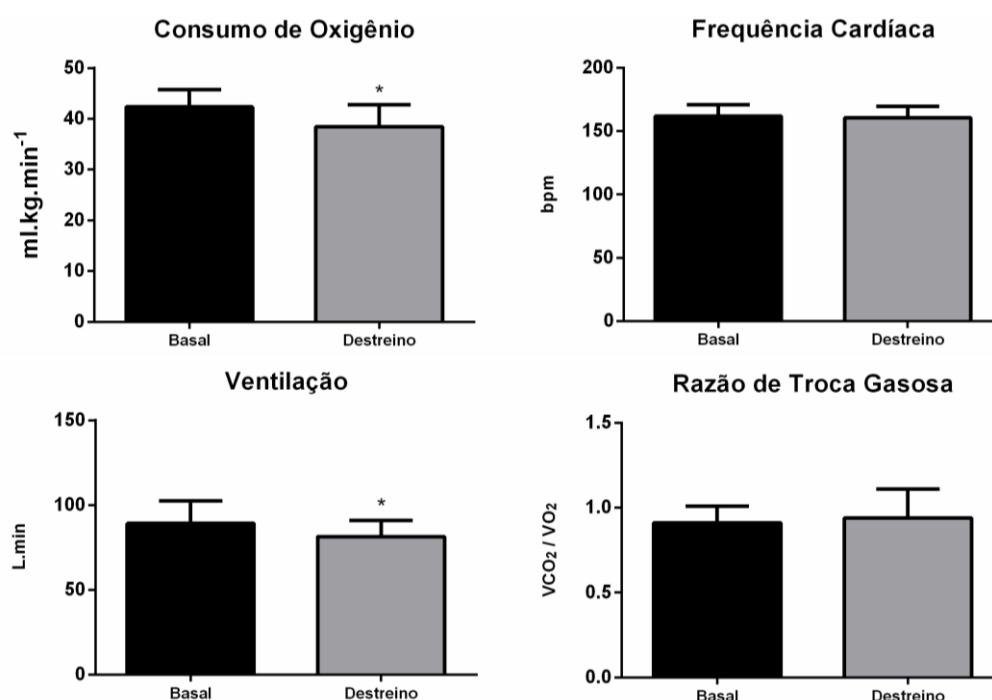 Consumo de Oxigênio
ml.kg.min⁻¹
50
40
30
20
10
0
*
Basal
Destreino
Frequência Cardíaca
bpm
200
150
100
50
0
Basal
Destreino
Ventilação
L.min
150
100
50
0
*
Basal
Destreino
Razão de Troca Gasosa
VCO₂ / VO₂
1.5
1.0
0.5
0.0
Basal
Destreino